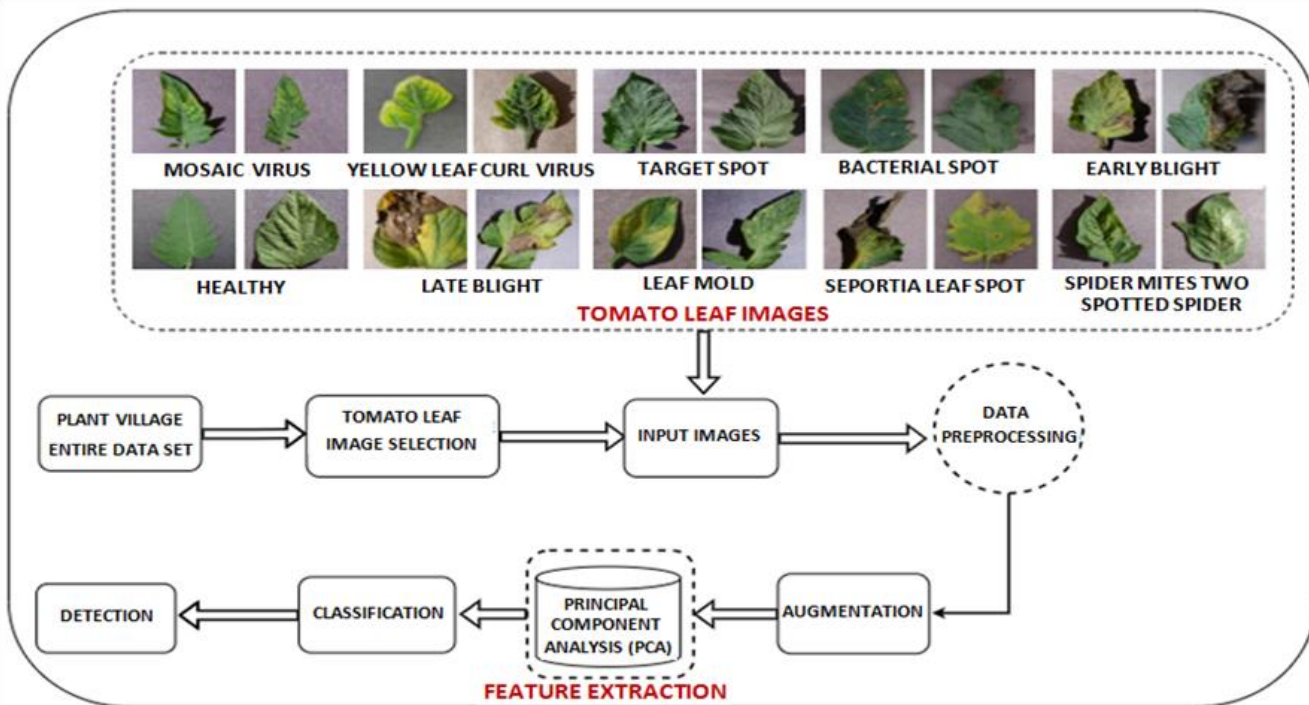 MOSAIC VIRUS
YELLOW LEAF CURL VIRUS
TARGET SPOT
BACTERIAL SPOT
EARLY BLIGHT
HEALTHY
LATE BLIGHT
LEAF MOLD
SEPORTIA LEAF SPOT
SPIDER MITES TWO
SPOTTED SPIDER
TOMATO LEAF IMAGES
PLANT VILLAGE
ENTIRE DATA SET
TOMATO LEAF
IMAGE SELECTION
INPUT IMAGES
DATA
PREPROCESSING
AUGMENTATION
PRINCIPAL
COMPONENT
ANALYSIS (PCA)
FEATURE EXTRACTION
CLASSIFICATION
DETECTION